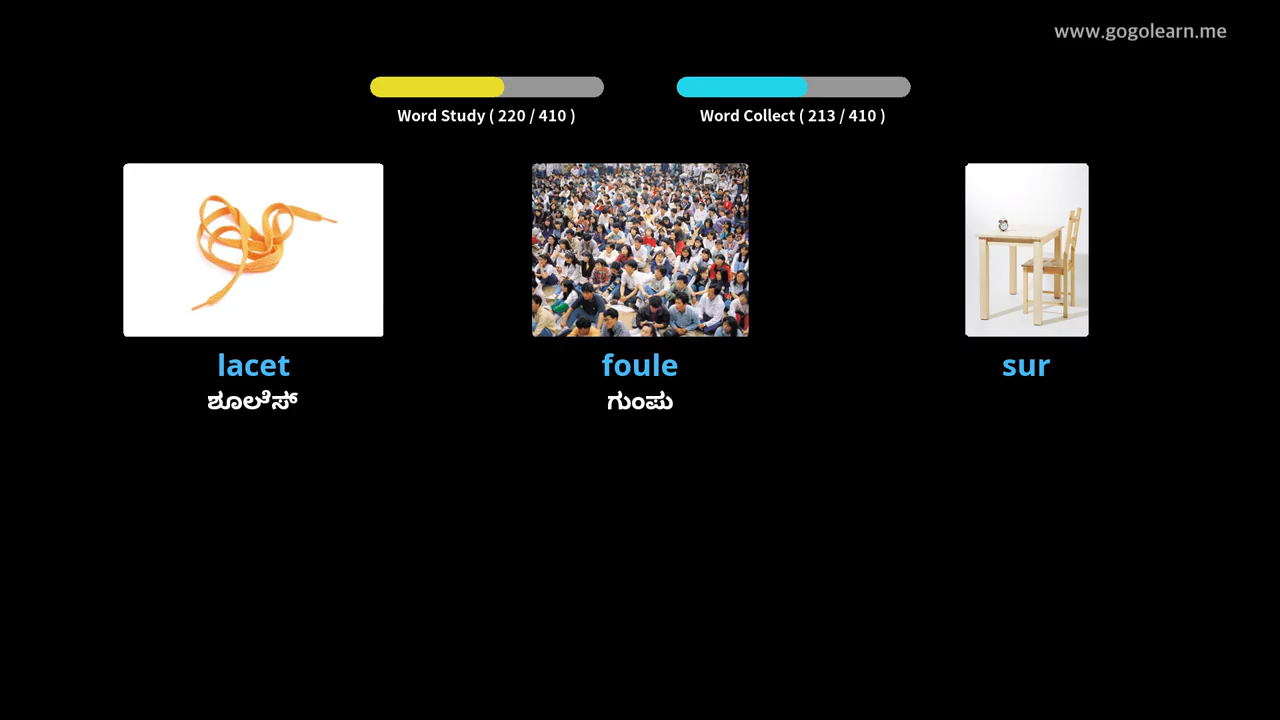 www.gogolearn.me
Word Study ( 220 / 410 )
Word Collect ( 213 / 410 )
lacet
ಶೂಲೆಸ್
foule
ಗುಂಪು
sur